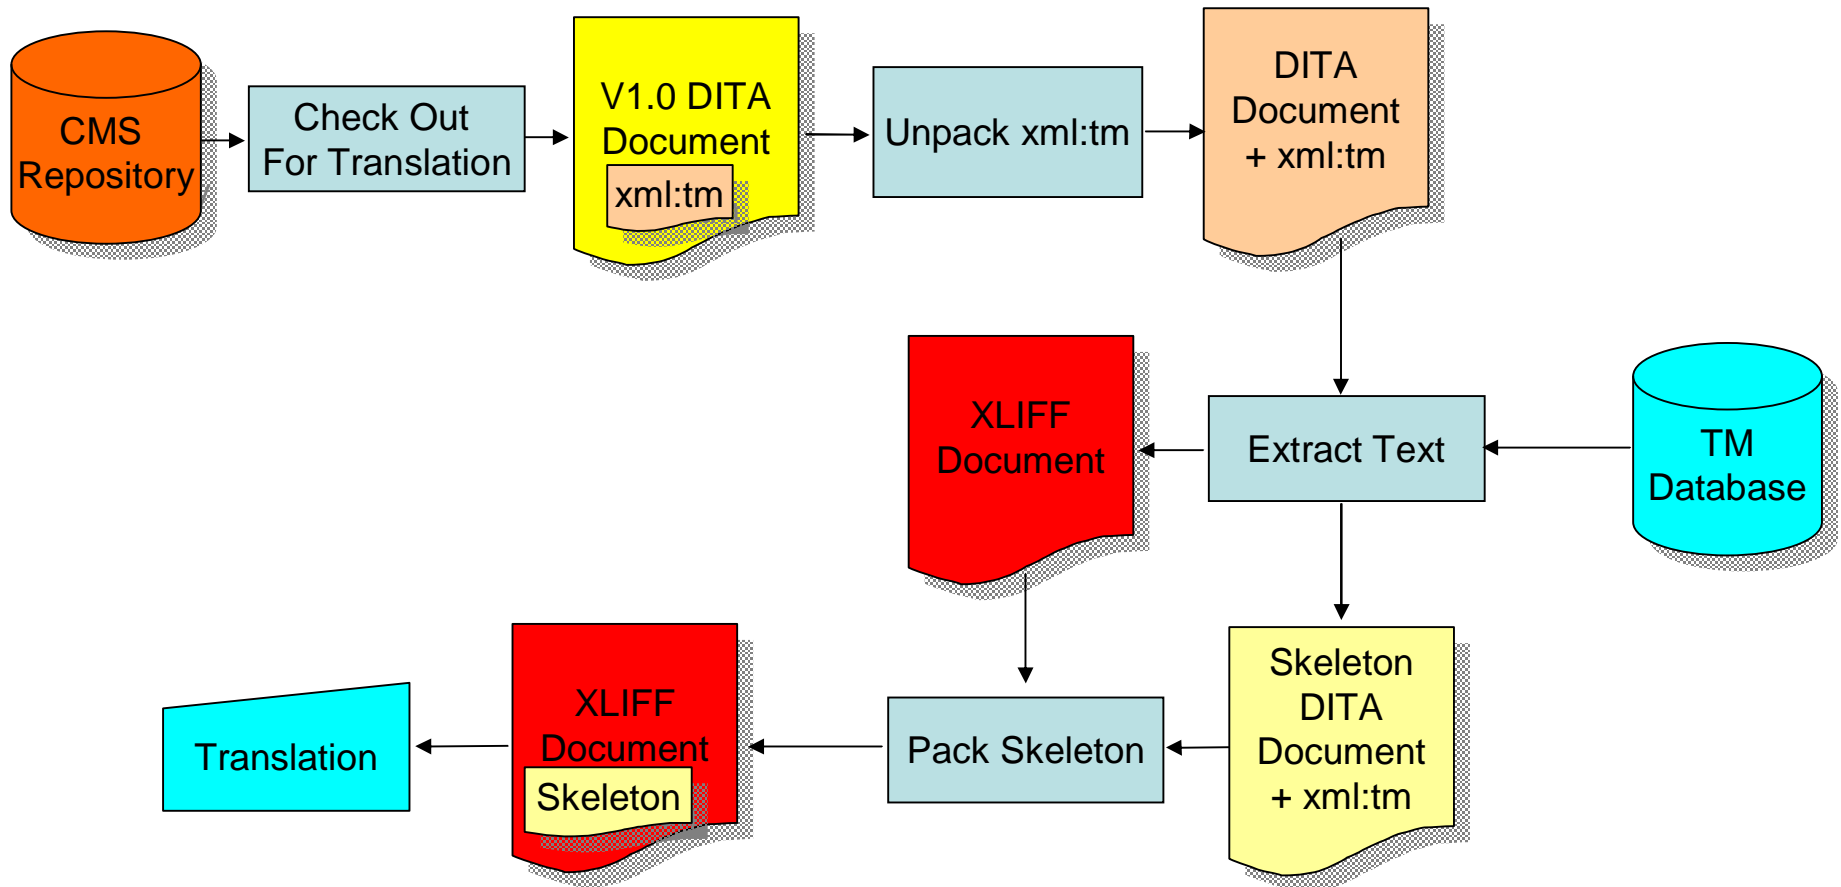 CMS
Repository
Check Out
For Translation
V1.0 DITA
Document
xml:tm
Unpack xml:tm
DITA
Document
+ xml:tm
XLIFF
Document
Extract Text
TM
Database
Translation
XLIFF
Document
Skeleton
Pack Skeleton
Skeleton
DITA
Document
+ xml:tm